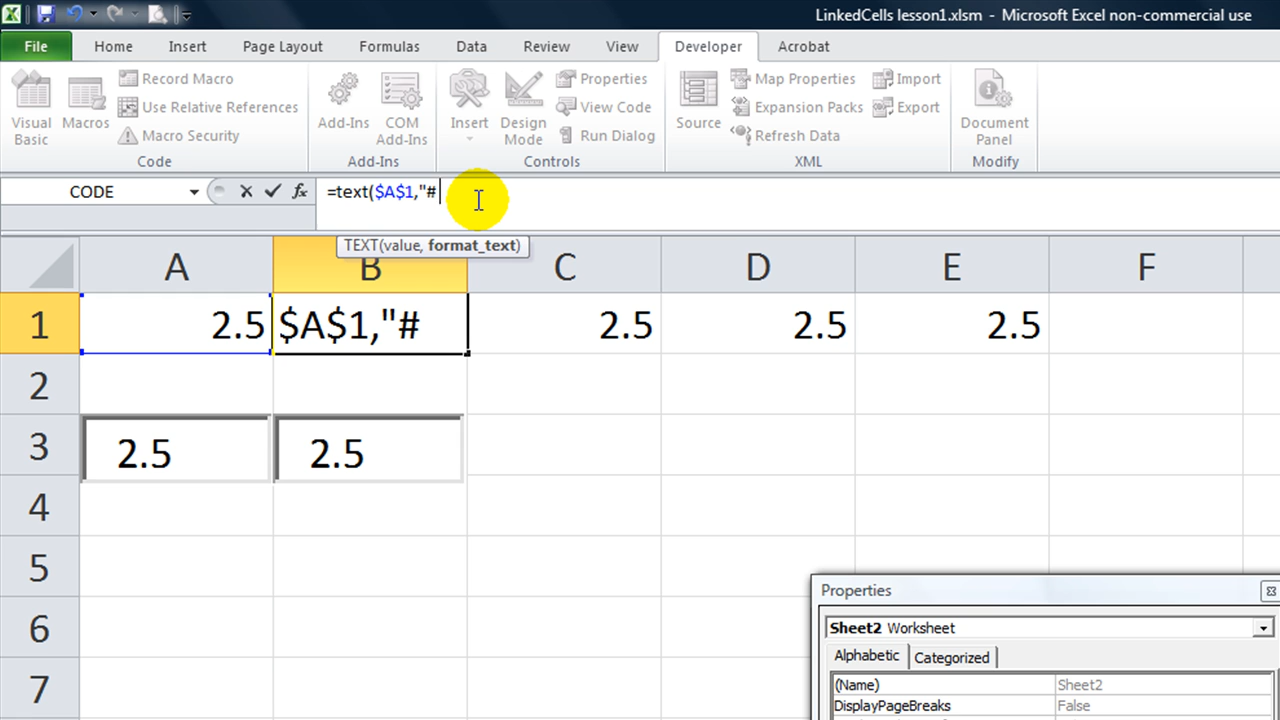 LinkedCells lesson1.xlsm - Microsoft Excel non-commercial use
File Home Insert Page Layout Formulas Data Review View Developer Acrobat
Visual Basic
Macros
Record Macro
Use Relative References
Macro Security
Code
Add-Ins
COM Add-Ins
Add-Ins
Insert
Design Mode
Properties
View Code
Run Dialog
Controls
Source
Map Properties
Expansion Packs
Refresh Data
Import
Export
XML
Document Panel
Modify
CODE fx =text($A$1,"#
TEXT(value, format_text)
A B C D E F
1 2.5 $A$1,"# 2.5 2.5 2.5
2
3 2.5 2.5
4
5
6
7
Properties
Sheet2 Worksheet
Alphabetic Categorized
(Name) Sheet2
DisplayPageBreaks False